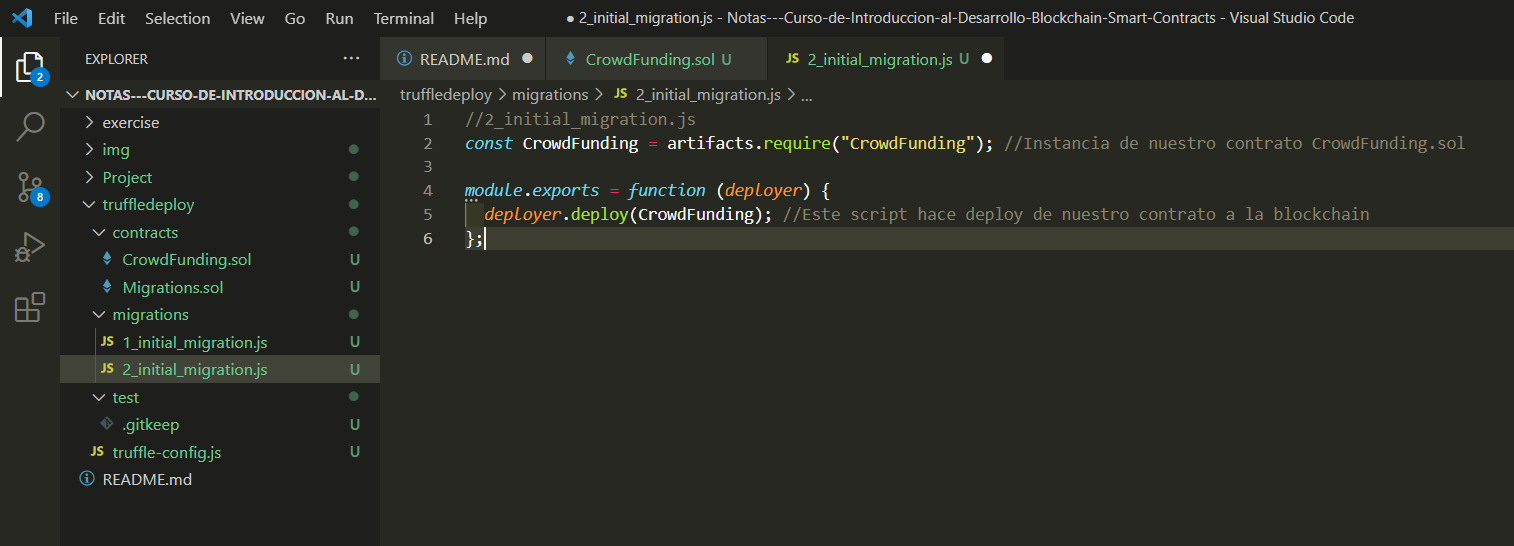 File Edit Selection View Go Run Terminal Help ● 2_initial_migration.js - Notas---Curso-de-Introduccion-al-Desarrollo-Blockchain-Smart-Contracts - Visual Studio Code
EXPLORER ···
README.md ●
CrowdFunding.sol U
JS 2_initial_migration.js U ●
2
8
NOTAS---CURSO-DE-INTRODUCCION-AL-D...
exercise
img
Project
truffledeploy
contracts
CrowdFunding.sol U
Migrations.sol U
migrations
JS 1_initial_migration.js U
JS 2_initial_migration.js U
test
.gitkeep U
JS truffle-config.js U
README.md
truffledeploy > migrations > JS 2_initial_migration.js > ...
1 //2_initial_migration.js
2 const CrowdFunding = artifacts.require("CrowdFunding"); //Instancia de nuestro contrato CrowdFunding.sol
3
4 module.exports = function (deployer) {
5 deployer.deploy(CrowdFunding); //Este script hace deploy de nuestro contrato a la blockchain
6 };